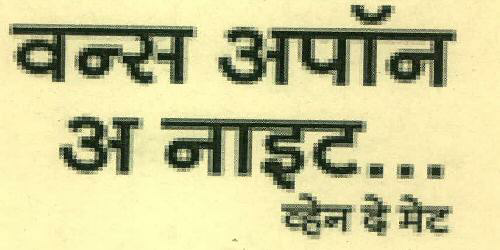 वन्स अपॉन
अ नाइट...
व्हेन दे मेट